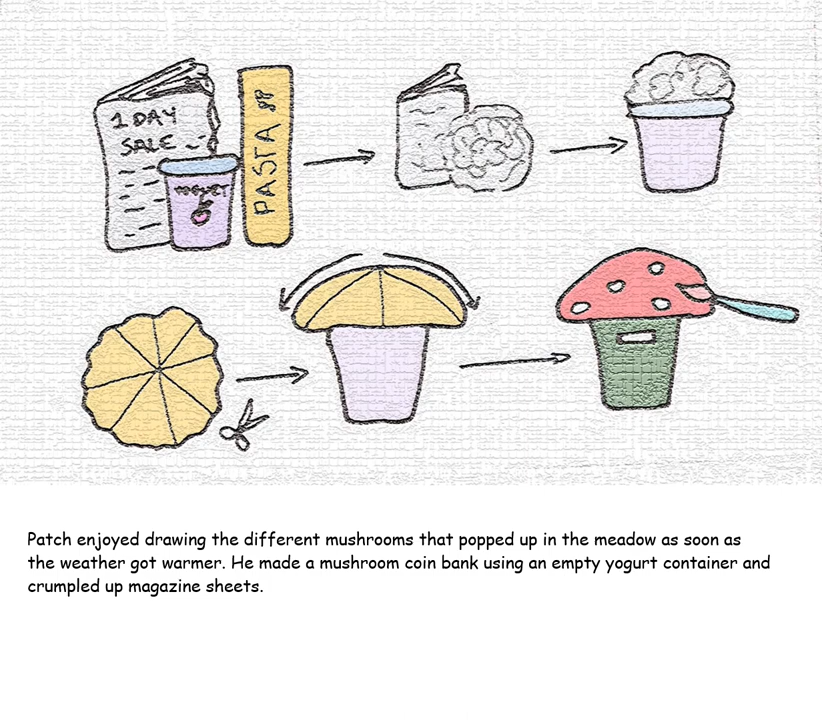 1 DAY
SALE
YOGURT
PASTA
Patch enjoyed drawing the different mushrooms that popped up in the meadow as soon as
the weather got warmer. He made a mushroom coin bank using an empty yogurt container and
crumpled up magazine sheets.